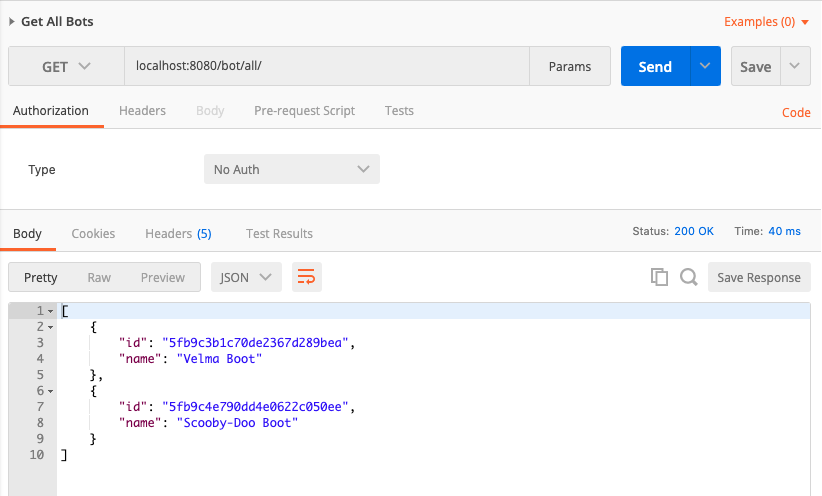 Get All Bots Examples (0)
GET localhost:8080/bot/all/ Params Send Save
Authorization Headers Body Pre-request Script Tests Code
Type No Auth
Body Cookies Headers (5) Test Results Status: 200 OK Time: 40 ms
Pretty Raw Preview JSON Save Response
1 [
2 {
3 "id": "5fb9c3b1c70de2367d289bea",
4 "name": "Velma Boot"
5 },
6 {
7 "id": "5fb9c4e790dd4e0622c050ee",
8 "name": "Scooby-Doo Boot"
9 }
10 ]